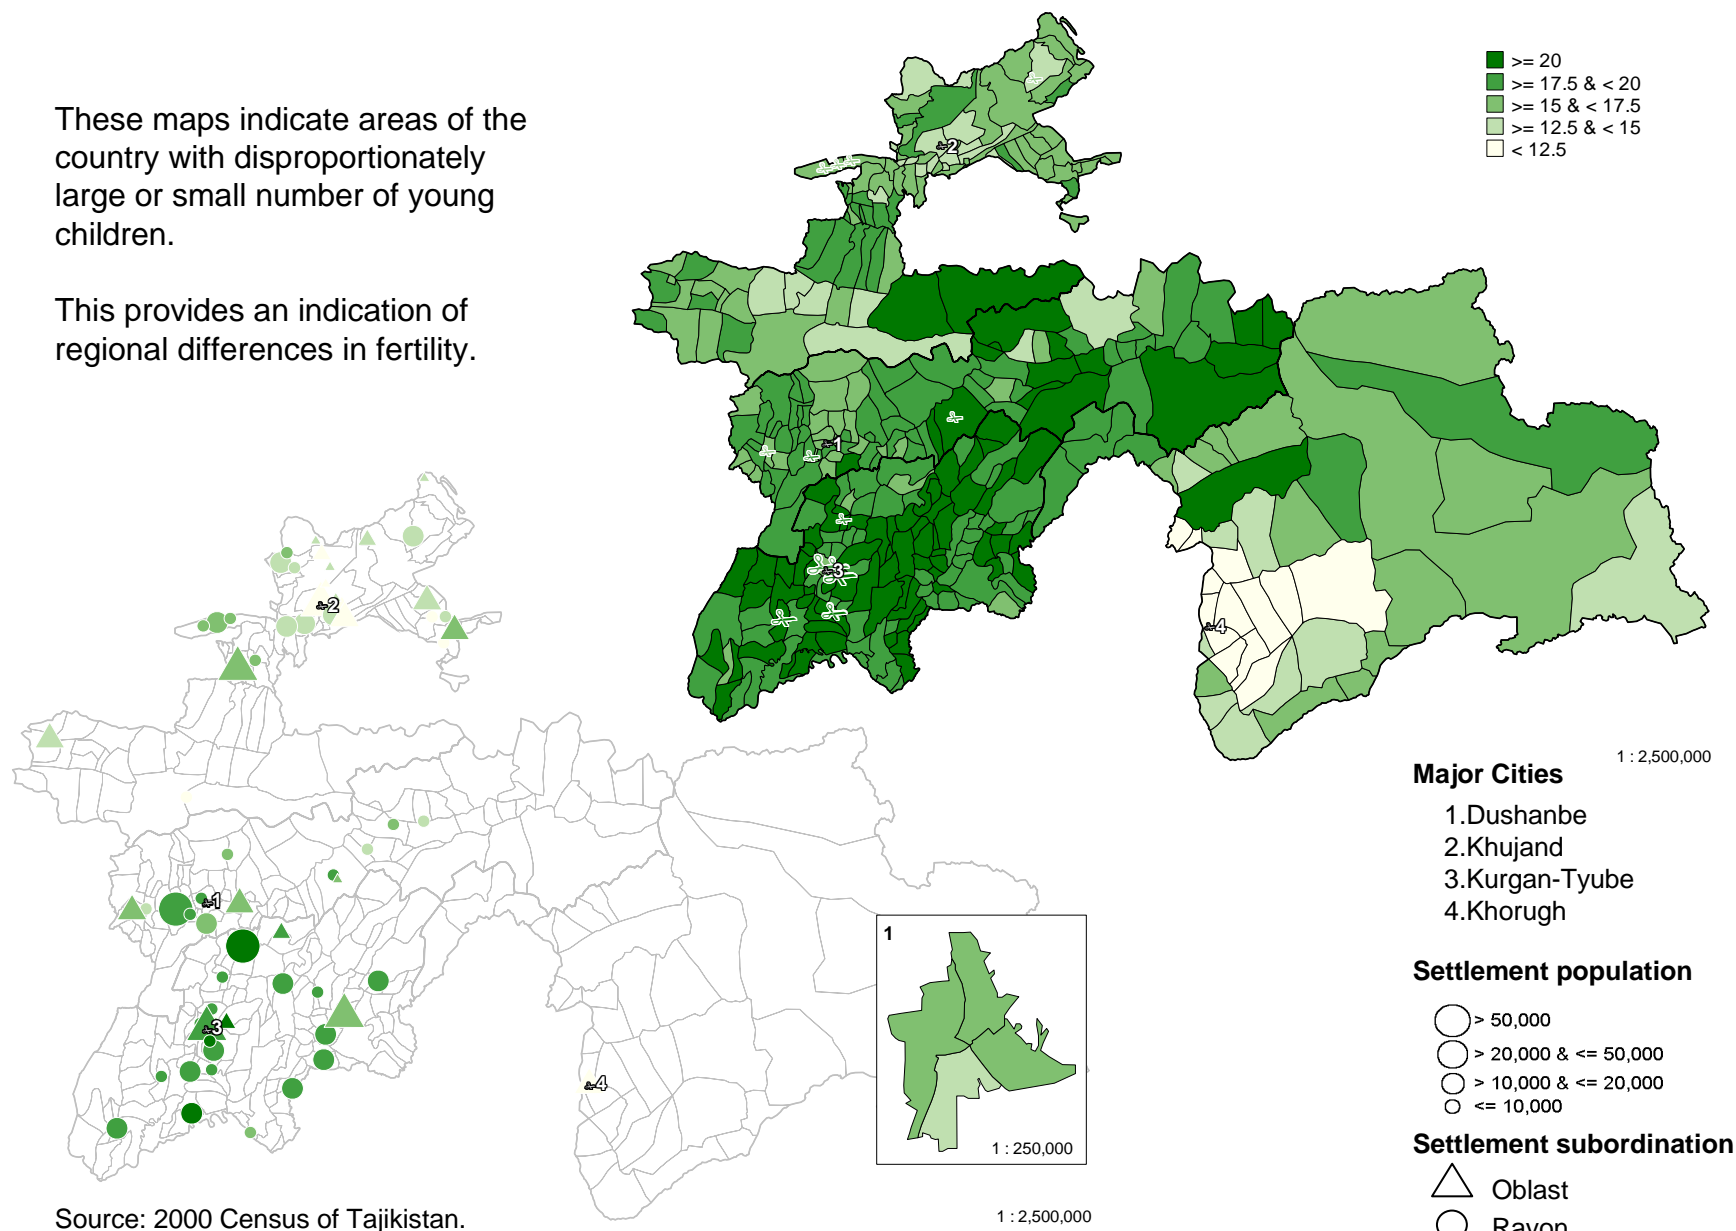 These maps indicate areas of the
country with disproportionately
large or small number of young
children.
This provides an indication of
regional differences in fertility.
>= 20
>= 17.5 & < 20
>= 15 & < 17.5
>= 12.5 & < 15
< 12.5
2
1
3
4
1 : 2,500,000
Major Cities
1.Dushanbe
2.Khujand
3.Kurgan-Tyube
4.Khorugh
Settlement population
> 50,000
> 20,000 & <= 50,000
> 10,000 & <= 20,000
<= 10,000
Settlement subordination
Oblast
Rayon
2
1
3
4
1
1 : 250,000
1 : 2,500,000
Source: 2000 Census of Tajikistan.